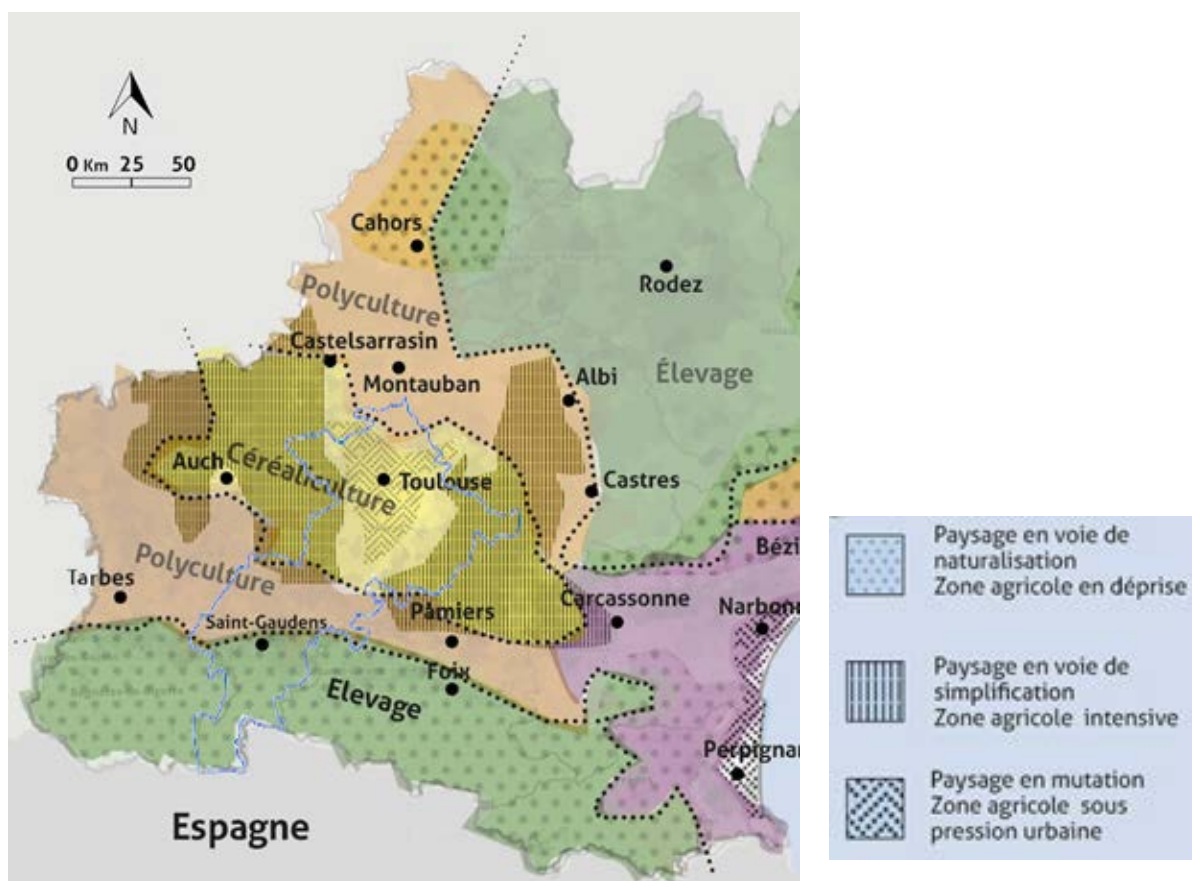 N
0 Km 25 50
Cahors
Rodez
Polyculture
Castelsarrasin
Montauban
Albi
Élevage
Auch
Céréaliculture
Toulouse
Castres
Polyculture
Tarbes
Saint-Gaudens
Pamiers
Carcassonne
Bézi
Narbonn
Foix
Elevage
Perpignan
Espagne
Paysage en voie de
naturalisation
Zone agricole en déprise
Paysage en voie de
simplification
Zone agricole intensive
Paysage en mutation
Zone agricole sous
pression urbaine